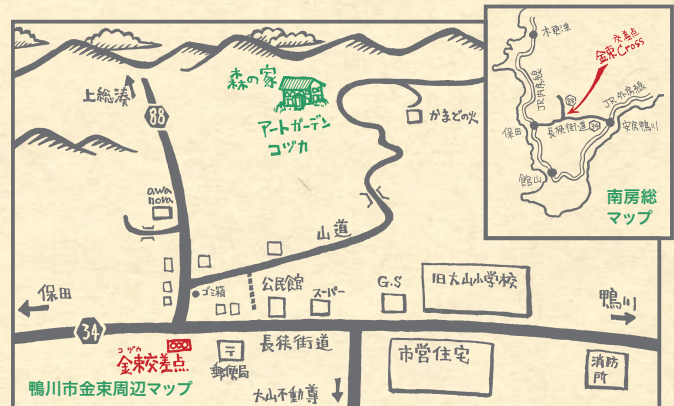 森の家
アートガーデン
コヅカ
上総湊
88
かまどの火
awa
nova
山道
ゴミ箱
公民館
スーパー
G.S
旧大山小学校
保田
鴨川
34
コヅカ
金束交差点
〒
郵便局
長狭街道
市営住宅
消防
所
大山不動尊
鴨川市金束周辺マップ
木更津
交差点
金束Cross
JR内房線
88
JR外房線
保田
長狭街道
34
安房鴨川
館山
南房総
マップ